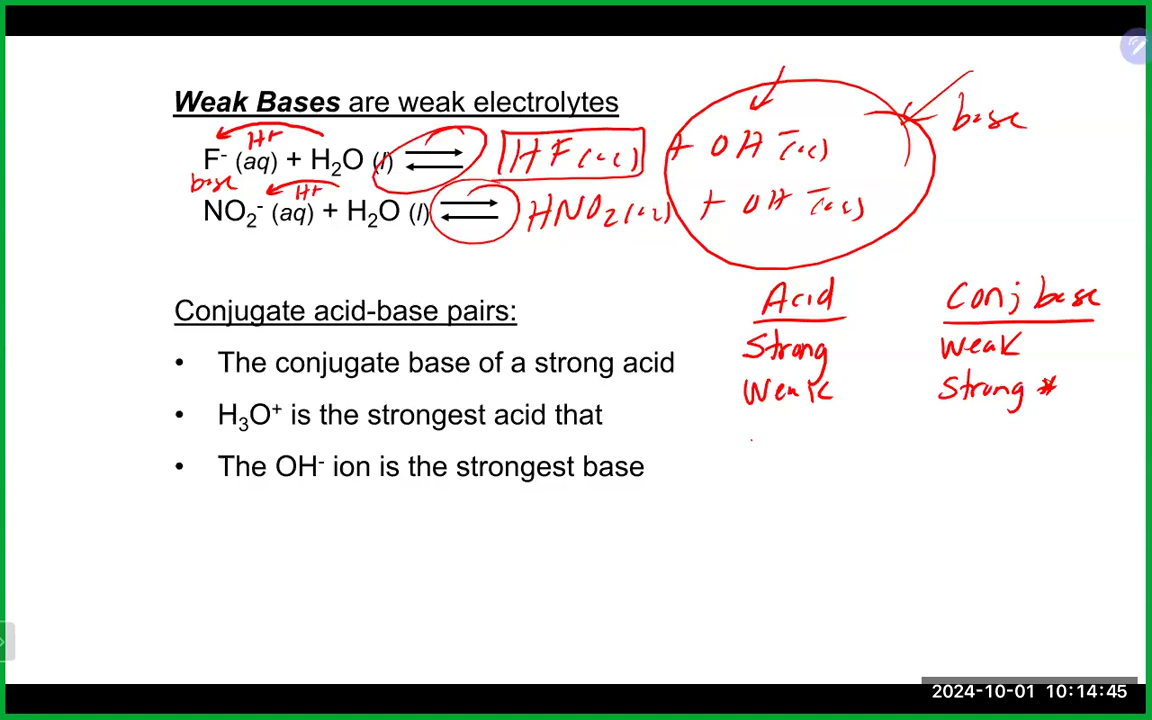 Weak Bases are weak electrolytes
H+
F- (aq) + H2O (l) ⇌ HF(aq) + OH-(aq) base
base H+
NO2- (aq) + H2O (l) ⇌ HNO2(aq) + OH-(aq)
Conjugate acid-base pairs:
Acid Conj base
Strong Weak
Weak Strong *
• The conjugate base of a strong acid
• H3O+ is the strongest acid that
• The OH- ion is the strongest base
2024-10-01 10:14:45